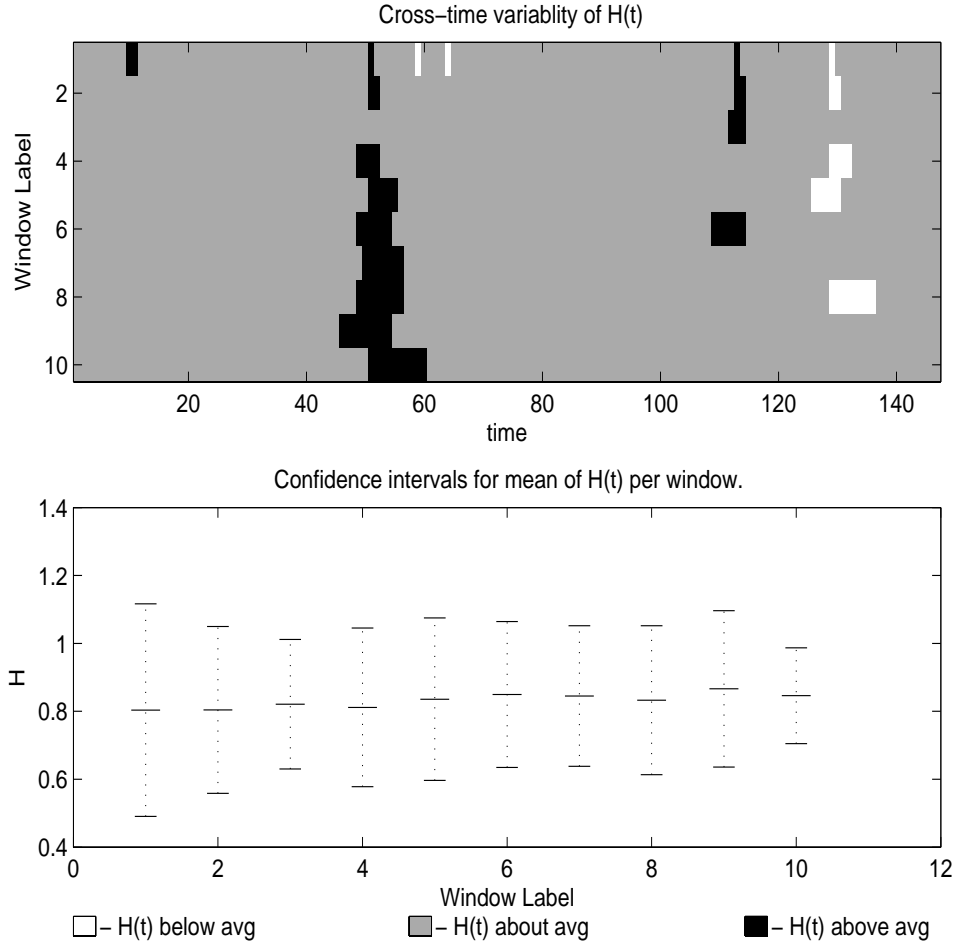 Cross−time variablity of H(t)
Window Label
2
4
6
8
10
20 40 60 80 100 120 140
time
Confidence intervals for mean of H(t) per window.
H
1.4
1.2
1
0.8
0.6
0.4
0 2 4 6 8 10 12
Window Label
− H(t) below avg − H(t) about avg − H(t) above avg